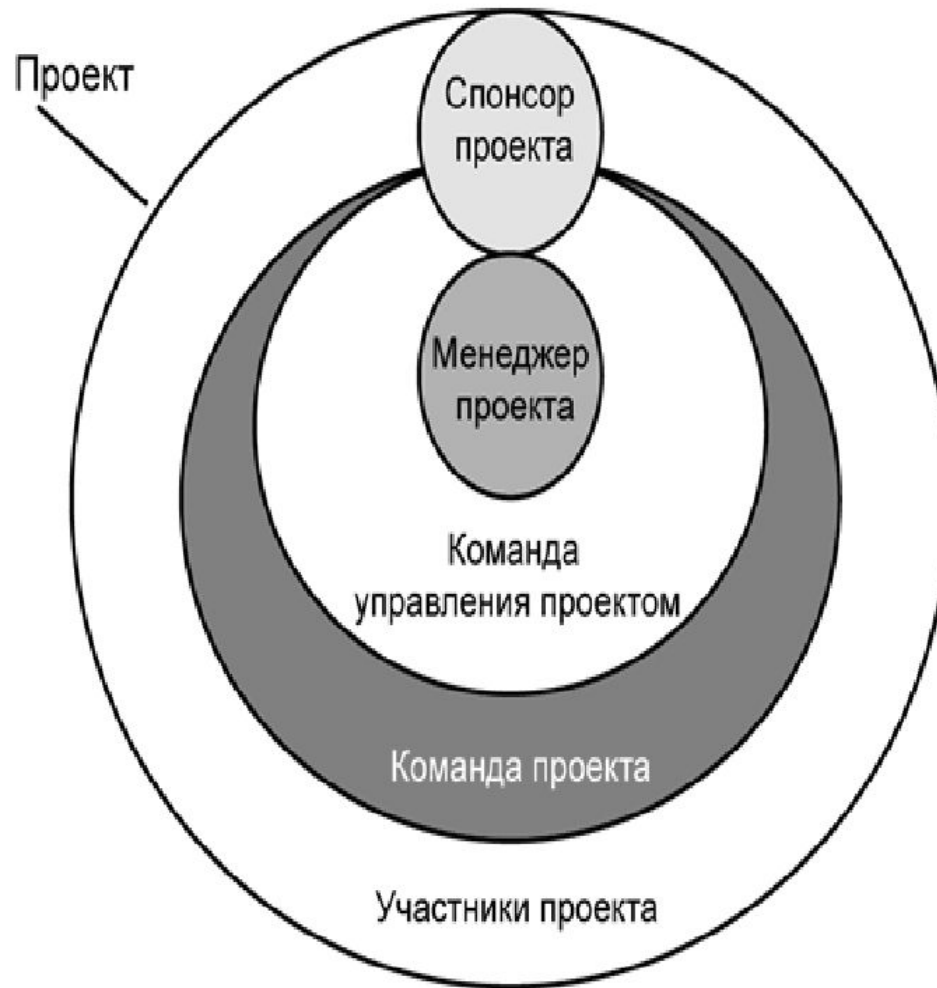 Проект
Спонсор
проекта
Менеджер
проекта
Команда
управления проектом
Команда проекта
Участники проекта